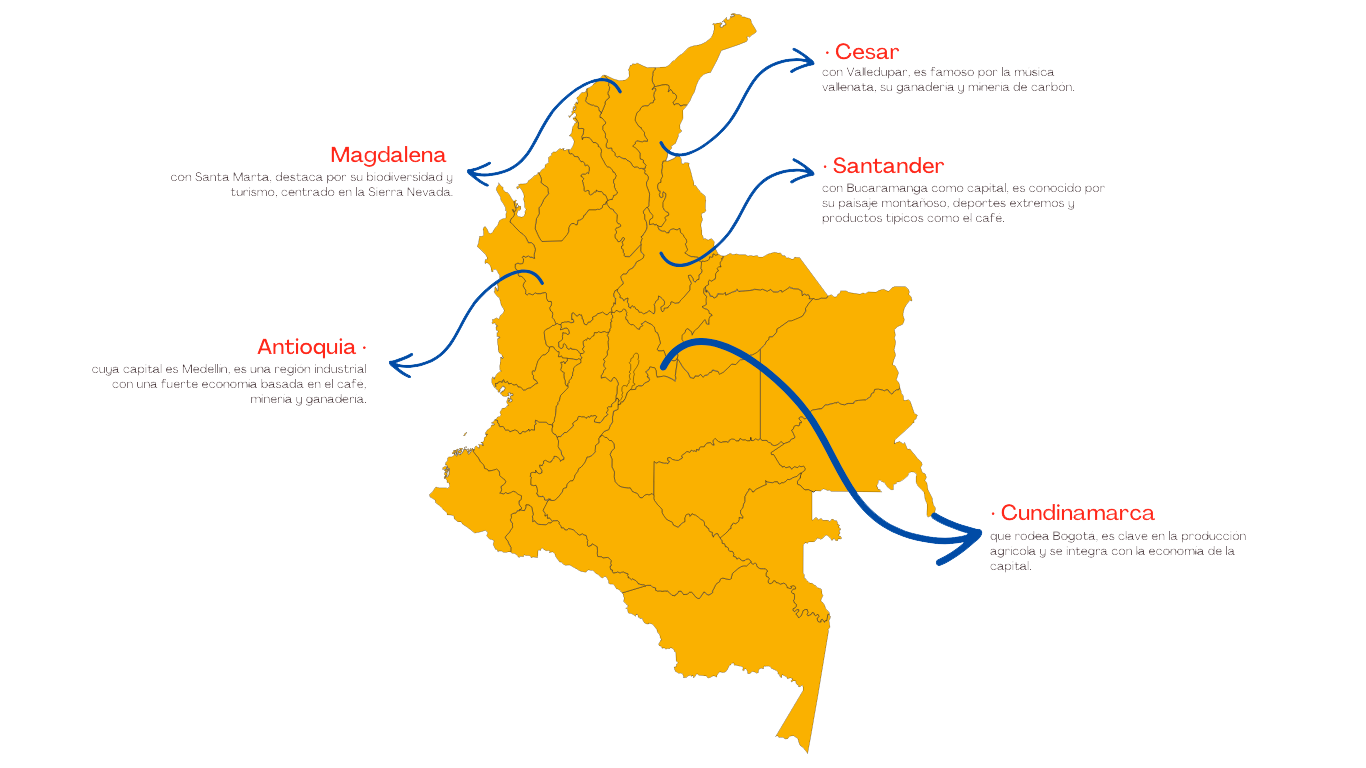 · Cesar
con Valledupar, es famoso por la musica
vallenata, su ganaderia y mineria de carbon.
Magdalena
con Santa Marta, destaca por su biodiversidad y
turismo, centrado en la Sierra Nevada.
· Santander
con Bucaramanga como capital, es conocido por
su paisaje montañoso, deportes extremos y
productos tipicos como el cafe.
Antioquia ·
cuya capital es Medellin, es una region industrial
con una fuerte economia basada en el cafe,
mineria y ganaderia.
· Cundinamarca
que rodea Bogota, es clave en la produccion
agricola y se integra con la economia de la
capital.